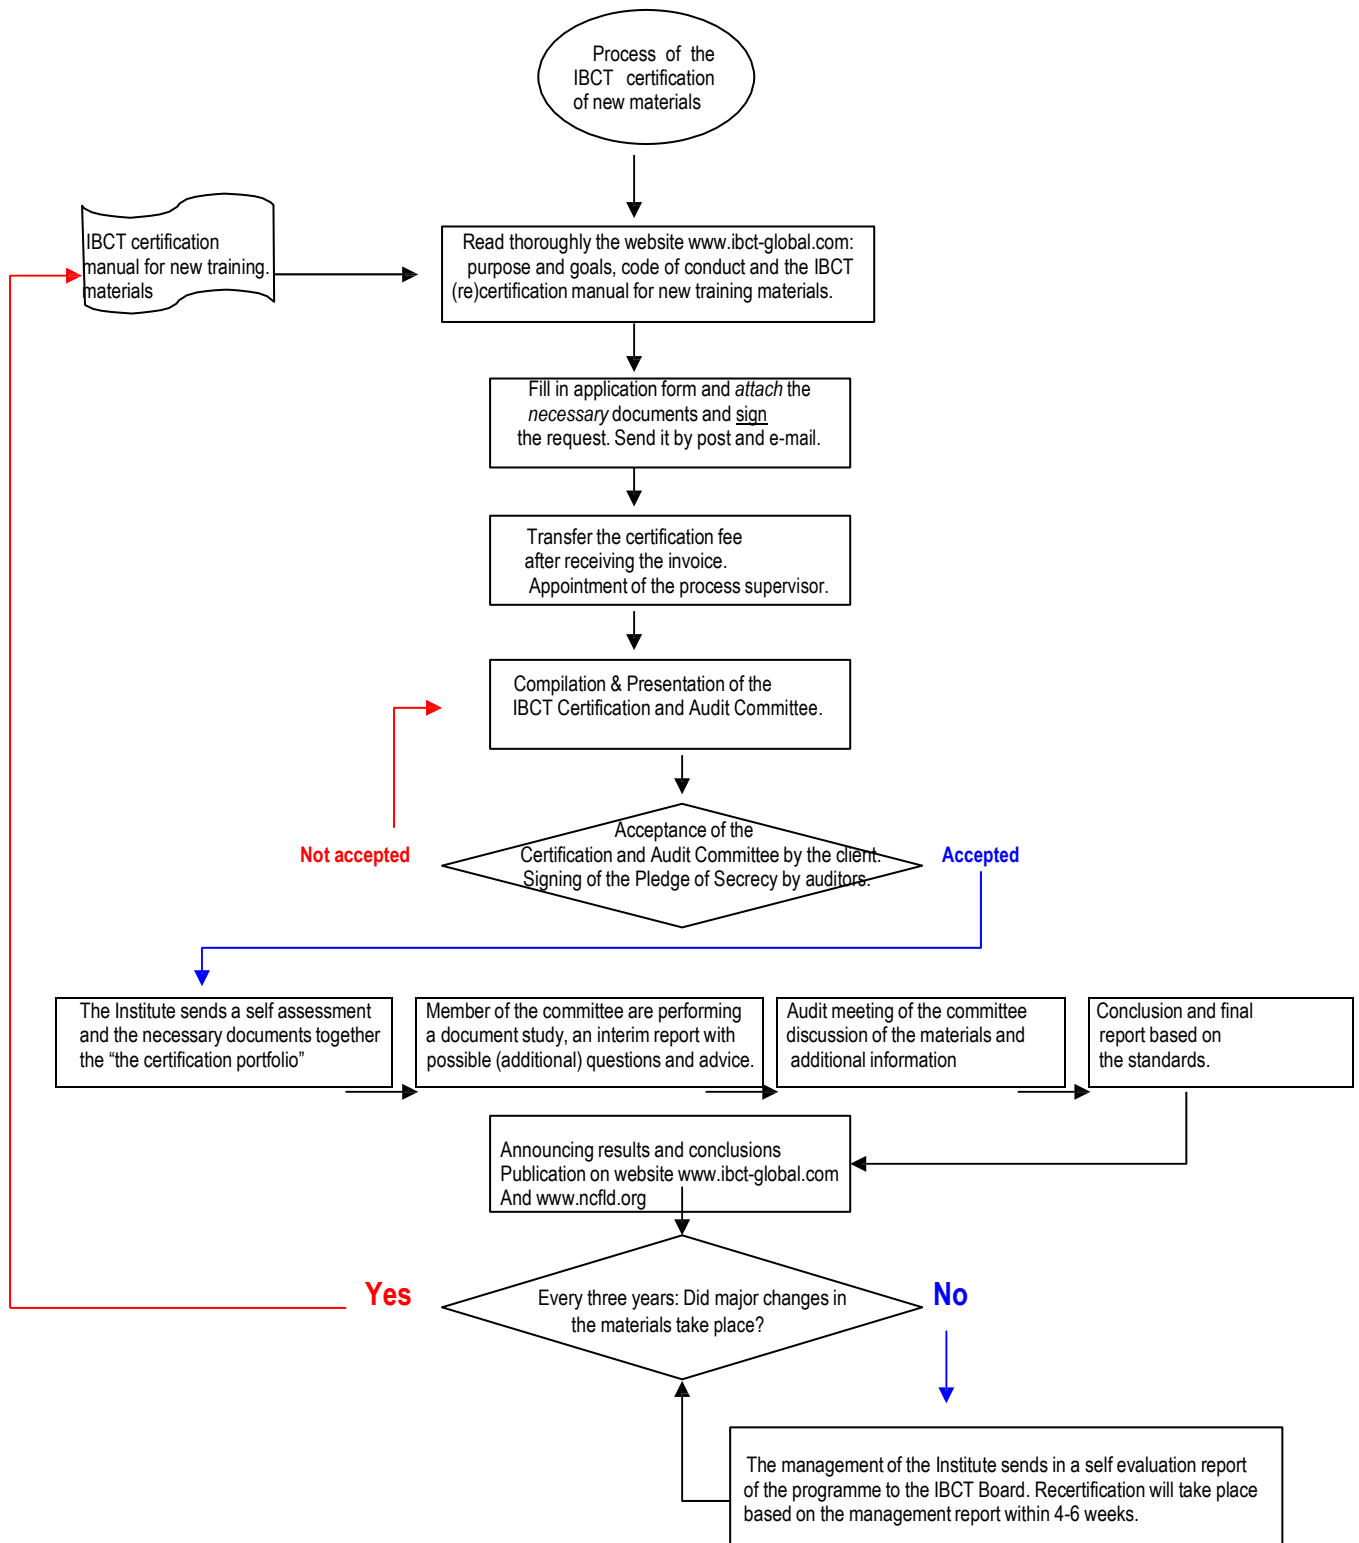 Process of the
IBCT certification
of new materials
IBCT certification
manual for new training.
materials
Read thoroughly the website www.ibct-global.com:
purpose and goals, code of conduct and the IBCT
(re)certification manual for new training materials.
Fill in application form and attach the
necessary documents and sign
the request. Send it by post and e-mail.
Transfer the certification fee
after receiving the invoice.
Appointment of the process supervisor.
Compilation & Presentation of the
IBCT Certification and Audit Committee.
Not accepted
Acceptance of the
Certification and Audit Committee by the client.
Signing of the Pledge of Secrecy by auditors.
Accepted
The Institute sends a self assessment
and the necessary documents together
the “the certification portfolio”
Member of the committee are performing
a document study, an interim report with
possible (additional) questions and advice.
Audit meeting of the committee
discussion of the materials and
additional information
Conclusion and final
report based on
the standards.
Announcing results and conclusions
Publication on website www.ibct-global.com
And www.ncfld.org
Yes
Every three years: Did major changes in
the materials take place?
No
The management of the Institute sends in a self evaluation report
of the programme to the IBCT Board. Recertification will take place
based on the management report within 4-6 weeks.